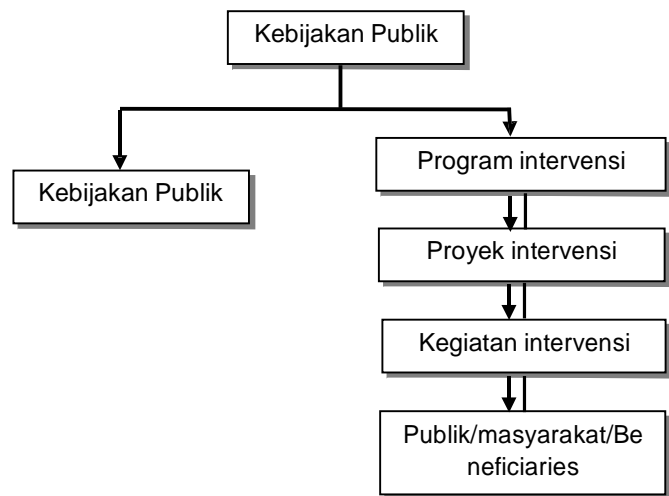 Kebijakan Publik
Kebijakan Publik
Program intervensi
Proyek intervensi
Kegiatan intervensi
Publik/masyarakat/Be
neficiaries